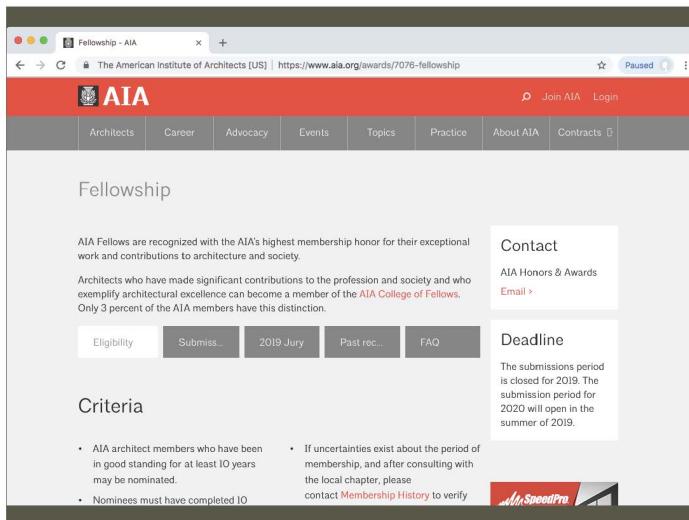 Fellowship - AIA
The American Institute of Architects [US] | https://www.aia.org/awards/7076-fellowship
Paused
AIA
Join AIA Login
Architects Career Advocacy Events Topics Practice About AIA Contracts
Fellowship
AIA Fellows are recognized with the AIA's highest membership honor for their exceptional
work and contributions to architecture and society.
Architects who have made significant contributions to the profession and society and who
exemplify architectural excellence can become a member of the AIA College of Fellows.
Only 3 percent of the AIA members have this distinction.
Eligibility Submiss... 2019 Jury Past rec... FAQ
Criteria
• AIA architect members who have been
in good standing for at least 10 years
may be nominated.
• Nominees must have completed 10
• If uncertainties exist about the period of
membership, and after consulting with
the local chapter, please
contact Membership History to verify
Contact
AIA Honors & Awards
Email >
Deadline
The submissions period
is closed for 2019. The
submission period for
2020 will open in the
summer of 2019.
SpeedPro